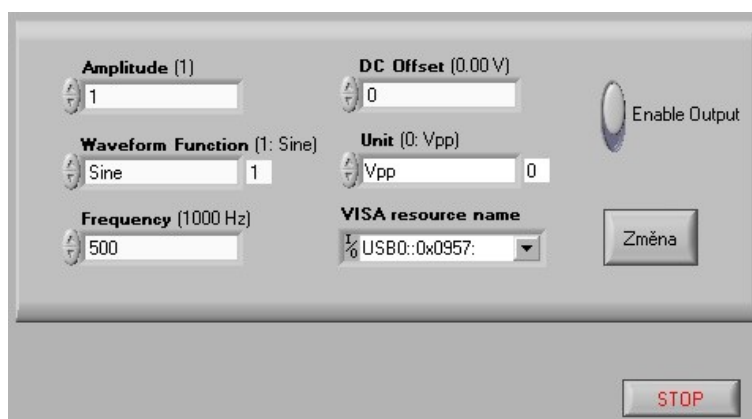 Amplitude (1)
1
DC Offset (0.00 V)
0
Enable Output
Waveform Function (1: Sine)
Sine 1
Unit (0: Vpp)
Vpp 0
Frequency (1000 Hz)
500
VISA resource name
I/O USB0::0x0957:
Změna
STOP